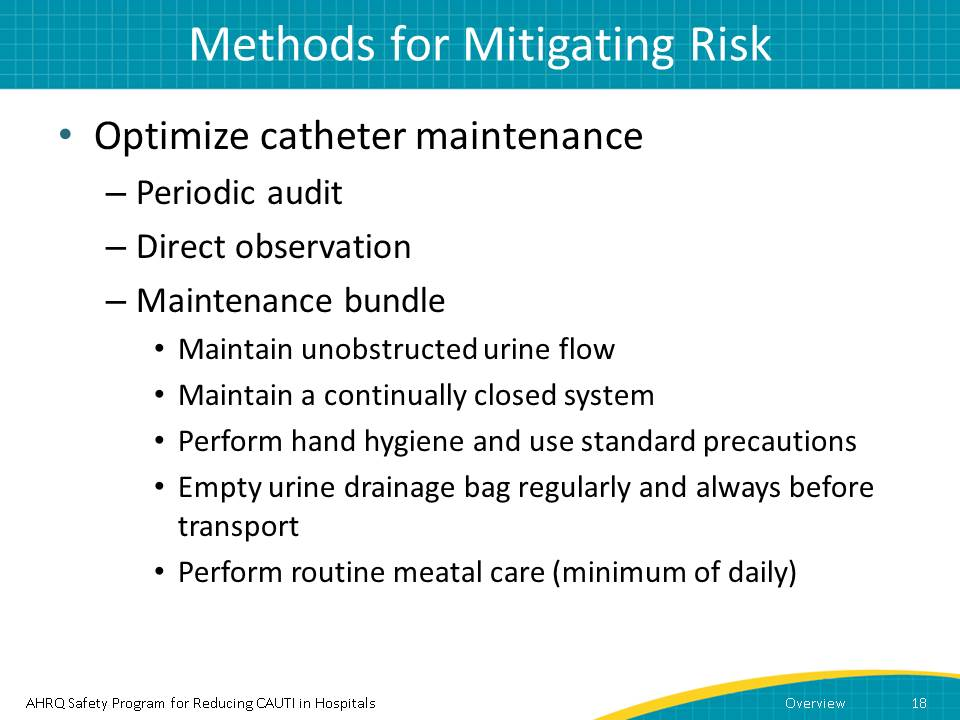 Methods for Mitigating Risk
• Optimize catheter maintenance
– Periodic audit
– Direct observation
– Maintenance bundle
• Maintain unobstructed urine flow
• Maintain a continually closed system
• Perform hand hygiene and use standard precautions
• Empty urine drainage bag regularly and always before
transport
• Perform routine meatal care (minimum of daily)
AHRQ Safety Program for Reducing CAUTI in Hospitals
Overview
18